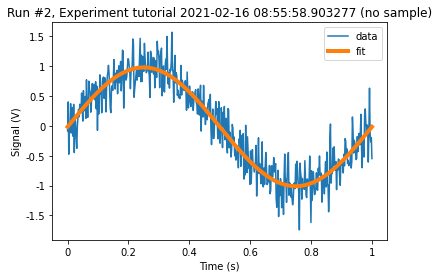 Run #2, Experiment tutorial 2021-02-16 08:55:58.903277 (no sample)
data
fit
Signal (V)
1.5
1
0.5
0
-0.5
-1
-1.5
0
0.2
0.4
0.6
0.8
1
Time (s)